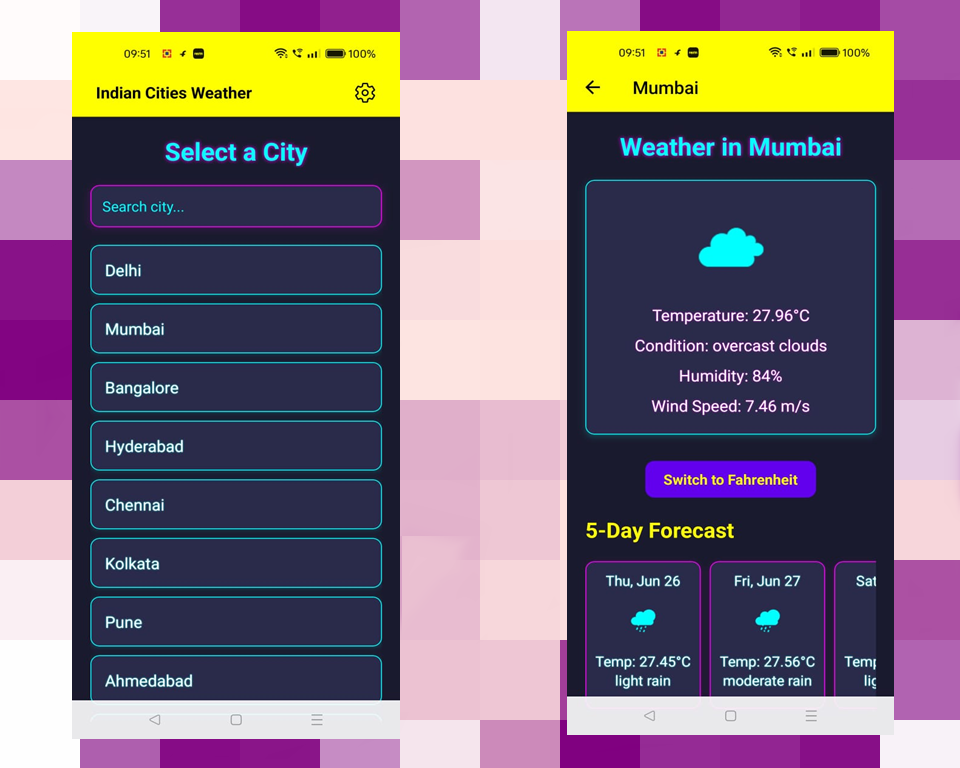 09:51
100%
Indian Cities Weather
Select a City
Search city...
Delhi
Mumbai
Bangalore
Hyderabad
Chennai
Kolkata
Pune
Ahmedabad
09:51
100%
Mumbai
Weather in Mumbai
Temperature: 27.96°C
Condition: overcast clouds
Humidity: 84%
Wind Speed: 7.46 m/s
Switch to Fahrenheit
5-Day Forecast
Thu, Jun 26
Fri, Jun 27
Sat
Temp: 27.45°C
Temp: 27.56°C
Temp
light rain
moderate rain
lig